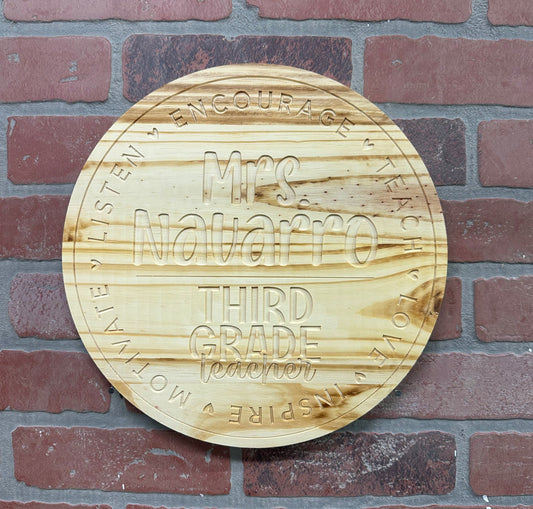 ENCOURAGE
TEACH
LOVE
INSPIRE
MOTIVATE
LISTEN
Mrs.
Navarro
THIRD
GRADE
teacher